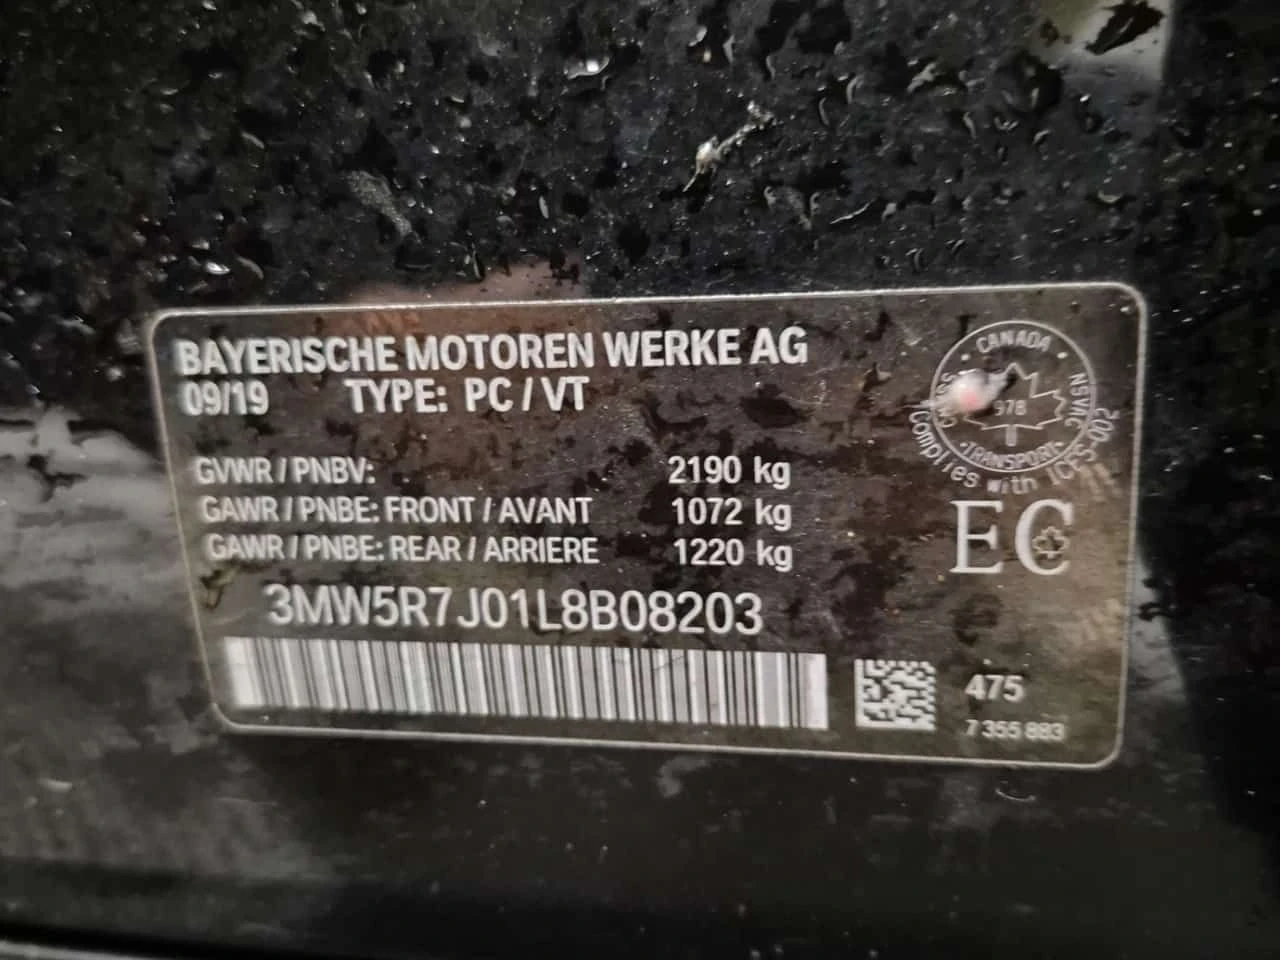 BAYERISCHE MOTOREN WERKE AG
09/19 TYPE: PC / VT
GVWR / PNBV: 2190 kg
GAWR / PNBE: FRONT / AVANT 1072 kg
GAWR / PNBE: REAR / ARRIERE 1220 kg
3MW5R7J01L8B08203
CANADA
NSVAC
978
TRANSPORT
Complies with ICES-002
EC
475
7 355 883